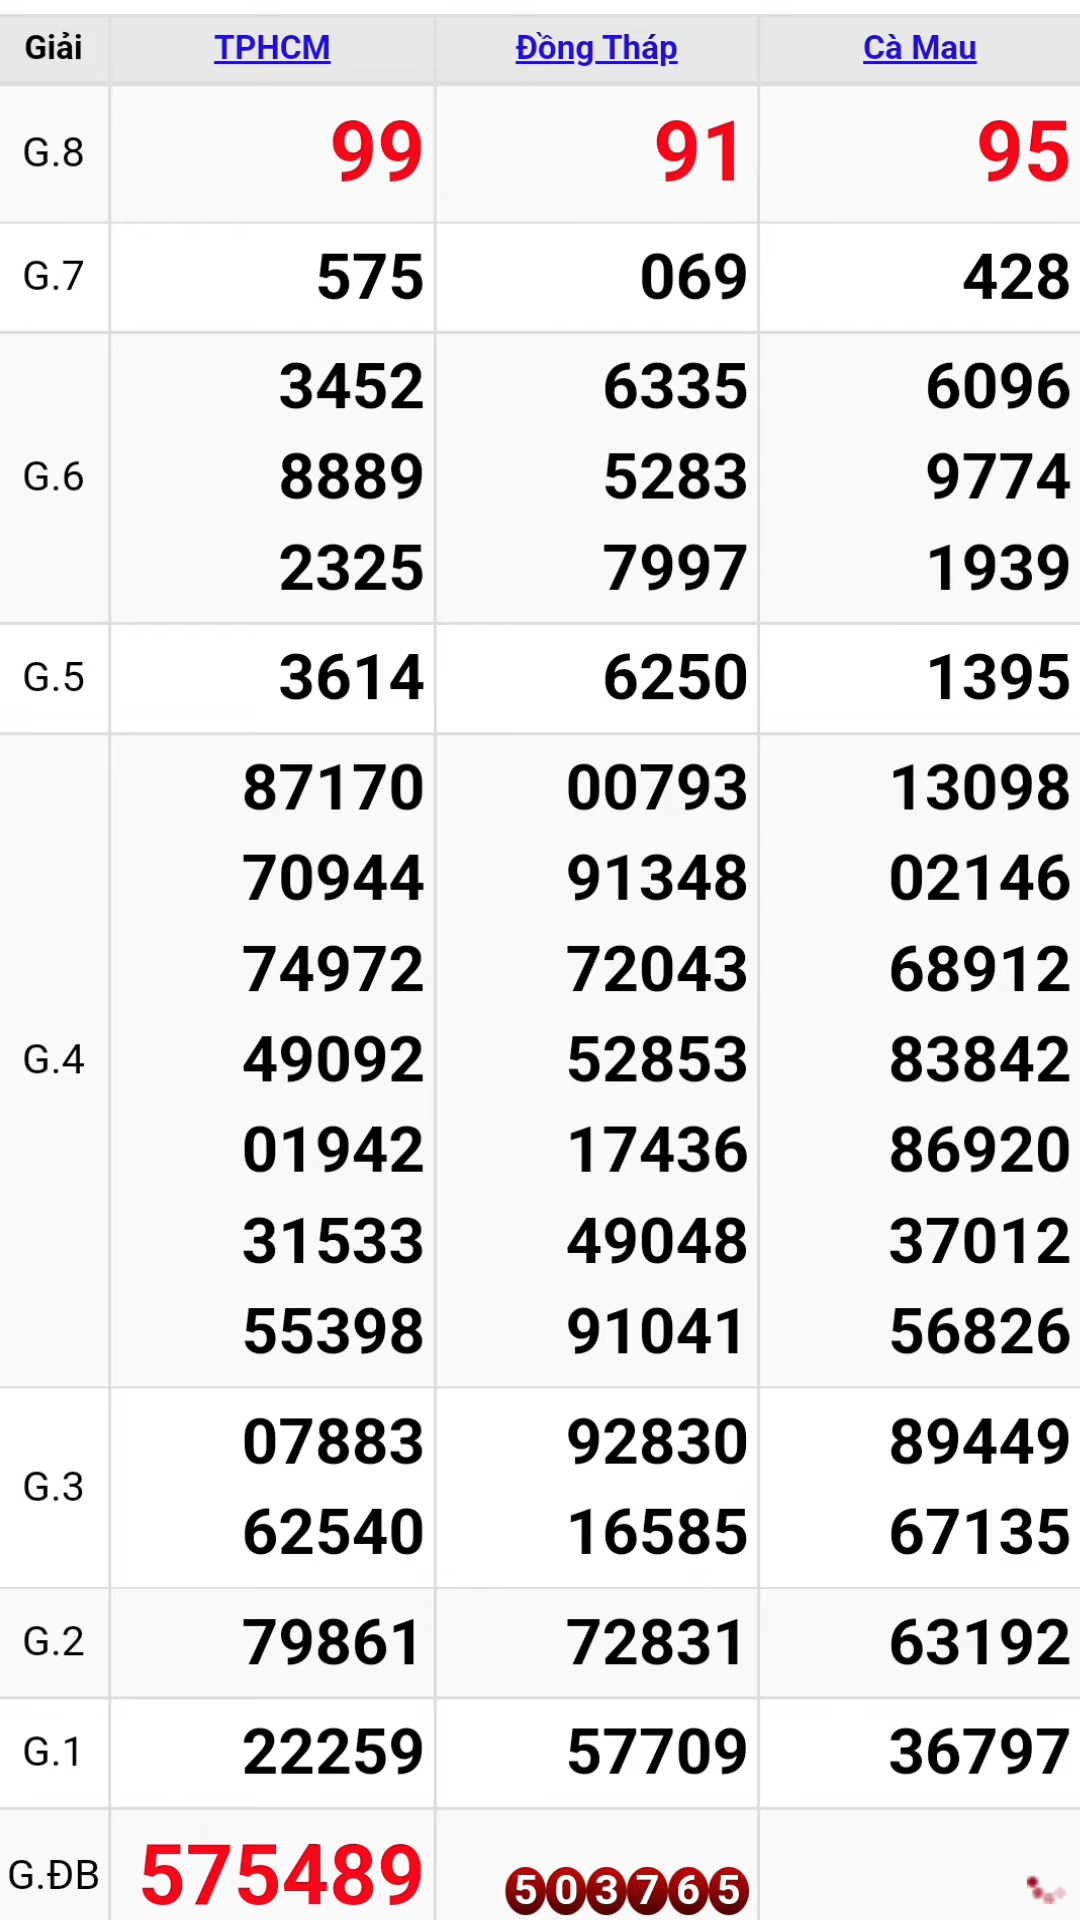 Giải TPHCM Đồng Tháp Cà Mau
G.8 99 91 95
G.7 575 069 428
3452 6335 6096
G.6 8889 5283 9774
2325 7997 1939
G.5 3614 6250 1395
87170 00793 13098
70944 91348 02146
74972 72043 68912
G.4 49092 52853 83842
01942 17436 86920
31533 49048 37012
55398 91041 56826
G.3
07883 92830 89449
62540 16585 67135
G.2 79861 72831 63192
G.1 22259 57709 36797
G.ĐB 575489 503765